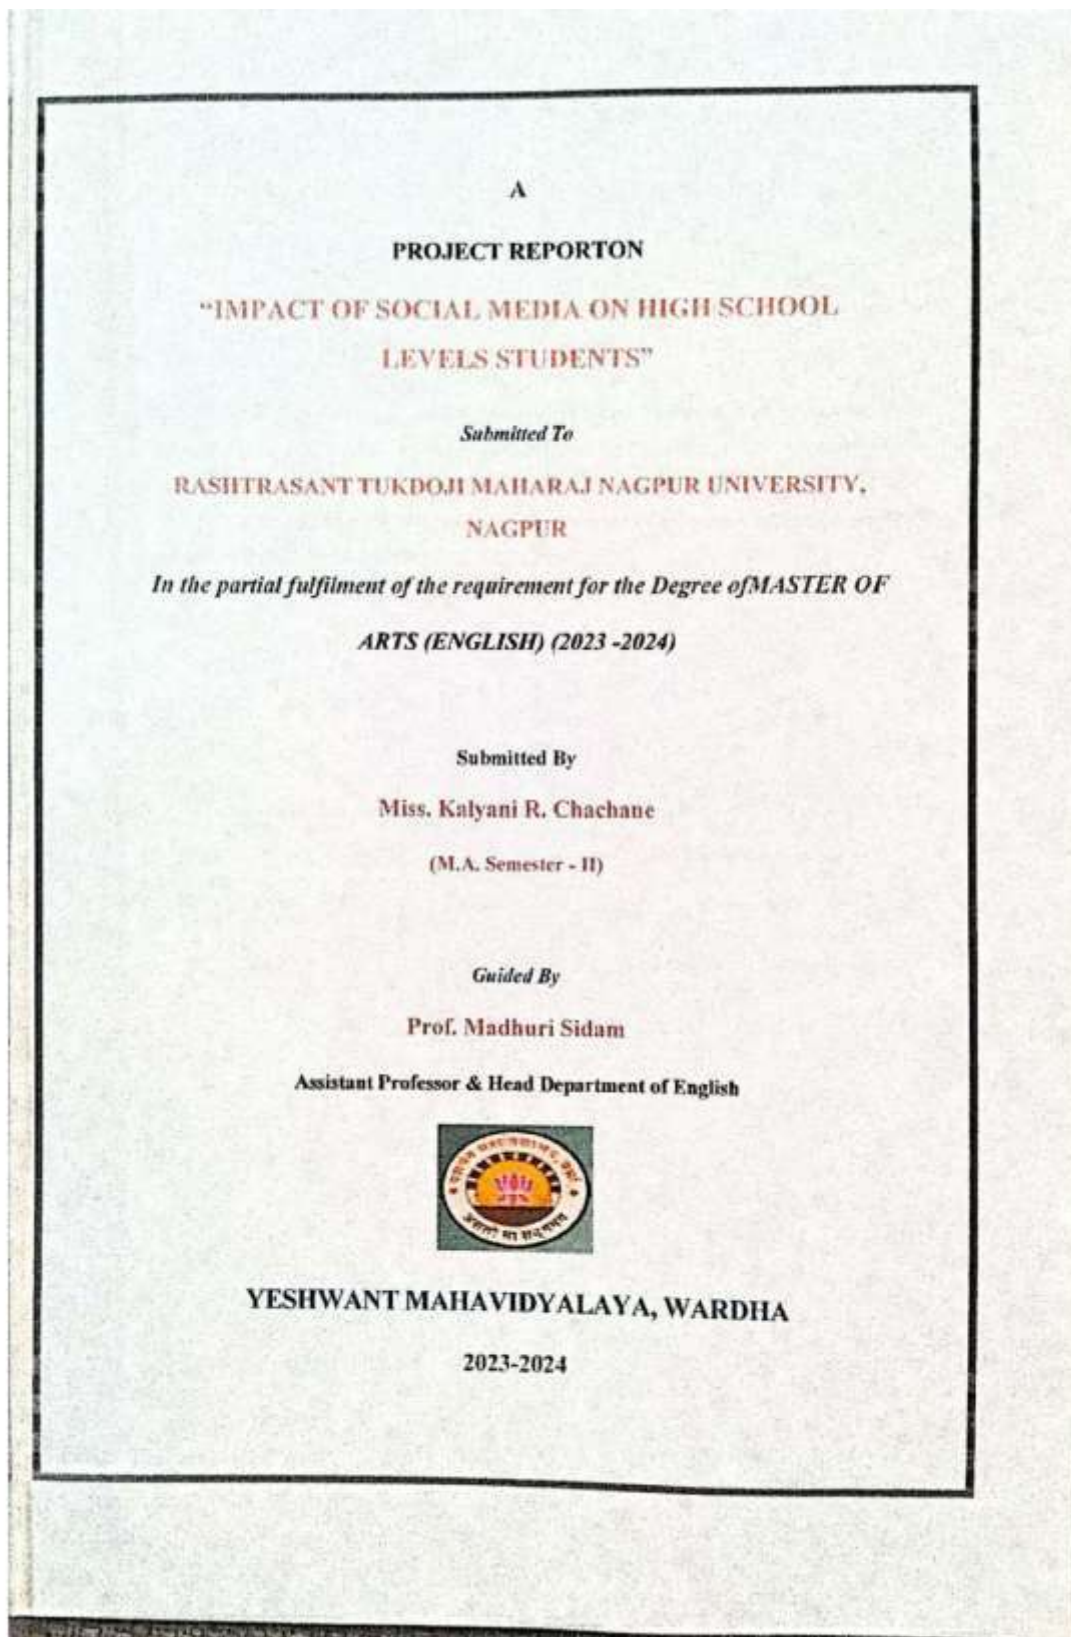 A
PROJECT REPORTON
“IMPACT OF SOCIAL MEDIA ON HIGH SCHOOL
LEVELS STUDENTS”
Submitted To
RASHTRASANT TUKDOJI MAHARAJ NAGPUR UNIVERSITY,
NAGPUR
In the partial fulfilment of the requirement for the Degree ofMASTER OF
ARTS (ENGLISH) (2023 -2024)
Submitted By
Miss. Kalyani R. Chachane
(M.A. Semester - II)
Guided By
Prof. Madhuri Sidam
Assistant Professor & Head Department of English
असतो मा सद्गमय
YESHWANT MAHAVIDYALAYA, WARDHA
2023-2024